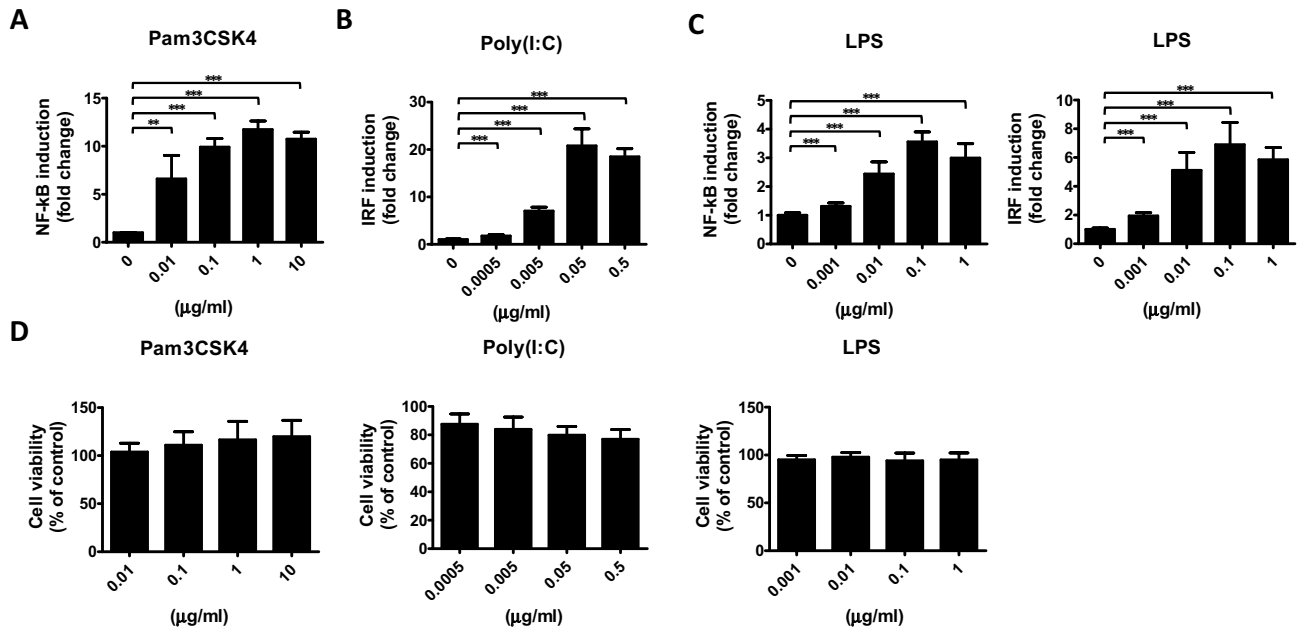 A
Pam3CSK4
NF-kB induction
(fold change)
15
10
5
0
**
***
***
***
0
0.01
0.1
1
10
(μg/ml)
B
Poly(I:C)
IRF induction
(fold change)
30
20
10
0
***
***
***
***
0
0.0005
0.005
0.05
0.5
(μg/ml)
C
LPS
NF-kB induction
(fold change)
5
4
3
2
1
0
***
***
***
***
0
0.001
0.01
0.1
1
(μg/ml)
LPS
IRF induction
(fold change)
10
8
6
4
2
0
***
***
***
***
0
0.001
0.01
0.1
1
(μg/ml)
D
Pam3CSK4
Cell viability
(% of control)
150
100
50
0
0.01
0.1
1
10
(μg/ml)
Poly(I:C)
Cell viability
(% of control)
100
80
60
40
20
0
0.0005
0.005
0.05
0.5
(μg/ml)
LPS
Cell viability
(% of control)
150
100
50
0
0.001
0.01
0.1
1
(μg/ml)